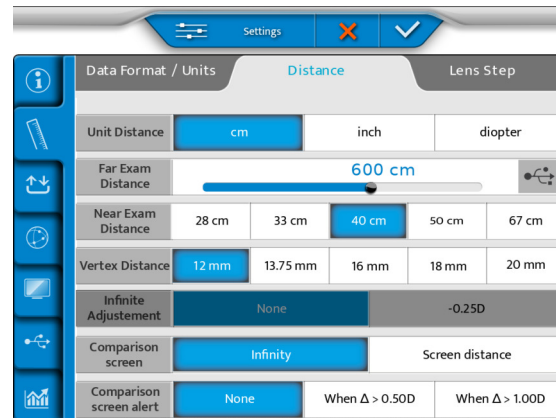 Settings
Data Format / Units Distance Lens Step
Unit Distance cm inch diopter
Far Exam Distance 600 cm
Near Exam Distance 28 cm 33 cm 40 cm 50 cm 67 cm
Vertex Distance 12 mm 13.75 mm 16 mm 18 mm 20 mm
Infinite Adjustement None -0.25D
Comparison screen Infinity Screen distance
Comparison screen alert None When Δ > 0.50D When Δ > 1.00D